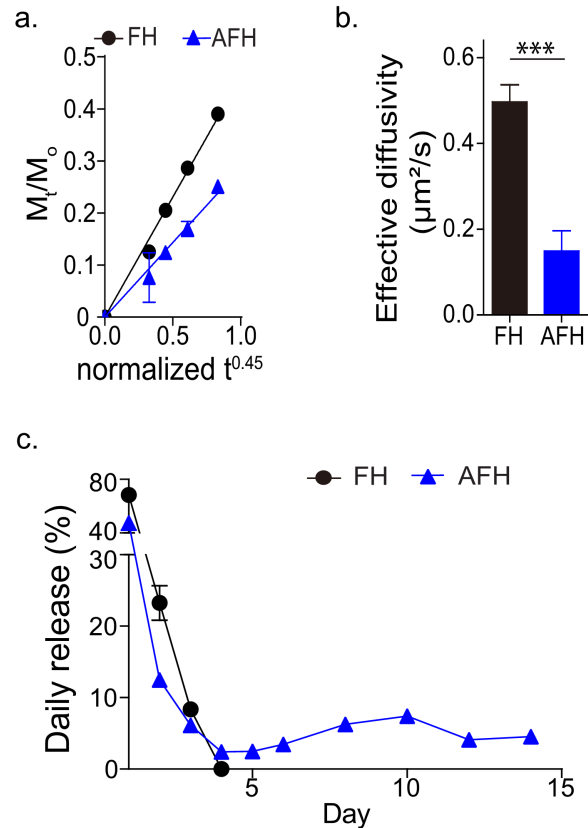 a.
FH AFH
0.5
0.4
0.3
0.2
0.1
0
0.0 0.5 1.0
Mt/Mo
normalized t^0.45
b.
***
0.6
0.4
0.2
0.0
Effective diffusivity
(µm²/s)
FH AFH
c.
FH AFH
80
40
30
20
10
0
5 10 15
Daily release (%)
Day